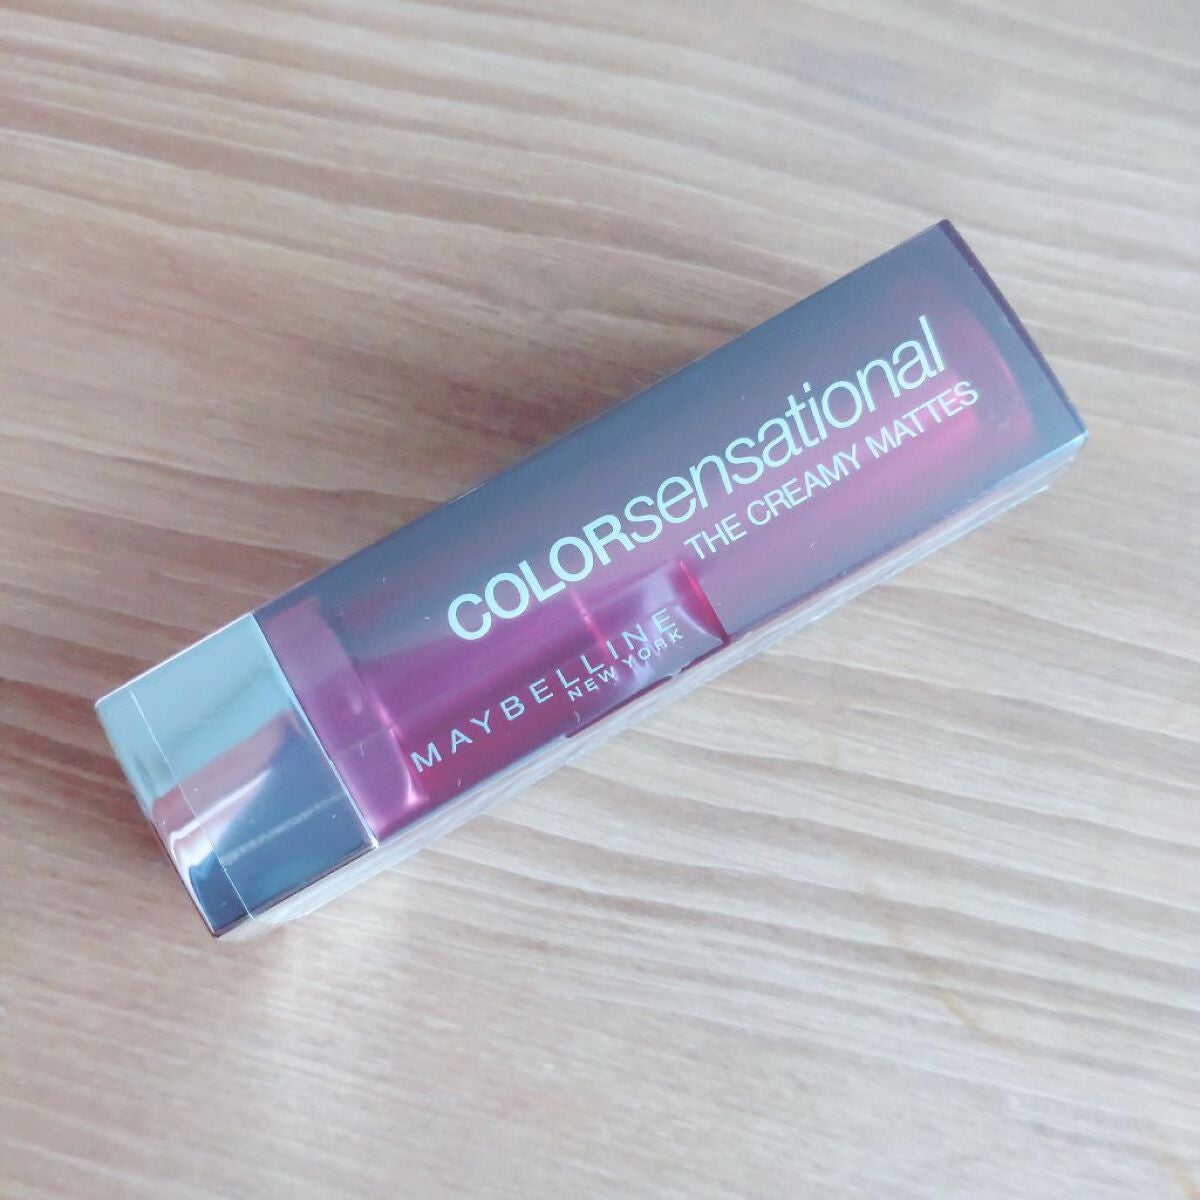 COLORsensational
THE CREAMY MATTES
MAYBELLINE
NEW YORK